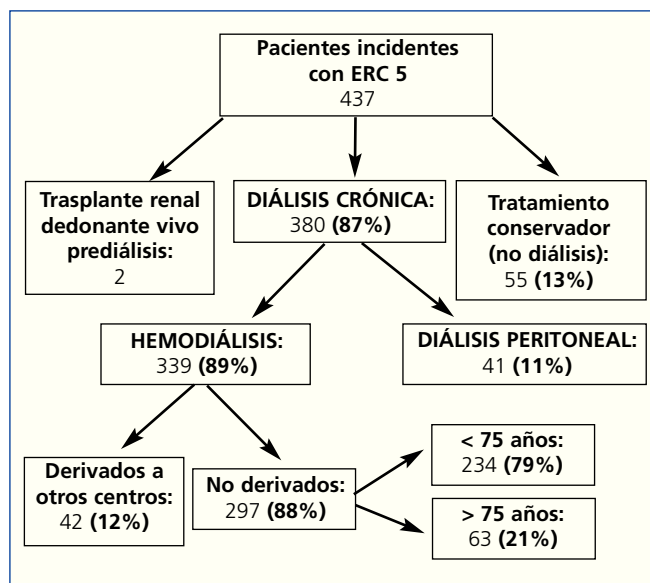 Pacientes incidentes
con ERC 5
437
Trasplante renal
dedonante vivo
prediálisis:
2
DIÁLISIS CRÓNICA:
380 (87%)
Tratamiento
conservador
(no diálisis):
55 (13%)
HEMODIÁLISIS:
339 (89%)
DIÁLISIS PERITONEAL:
41 (11%)
Derivados a
otros centros:
42 (12%)
No derivados:
297 (88%)
< 75 años:
234 (79%)
> 75 años:
63 (21%)